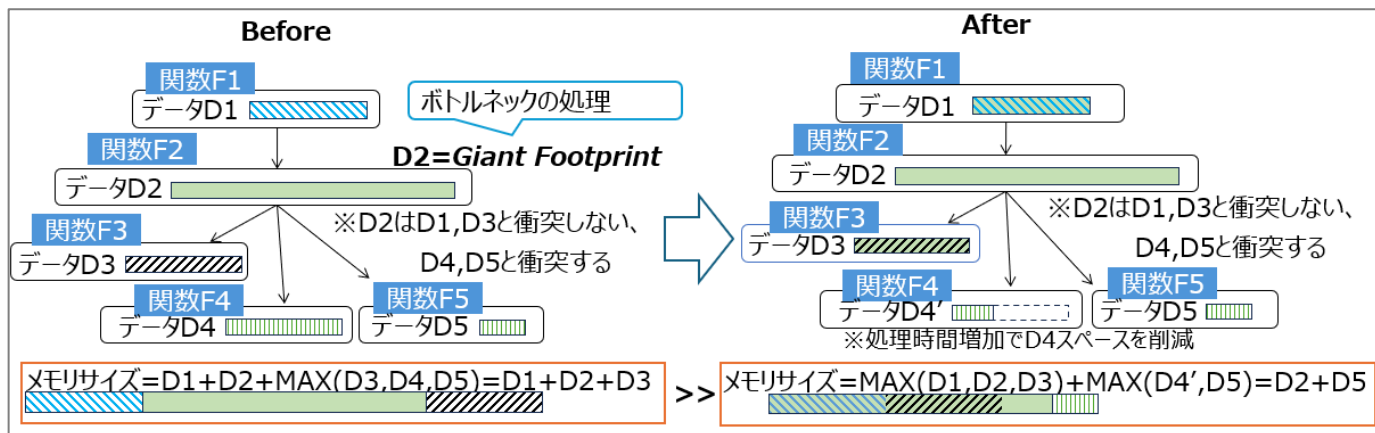 Before
関数F1
データD1
ボトルネックの処理
関数F2
D2=Giant Footprint
データD2
※D2はD1,D3と衝突しない、
D4,D5と衝突する
関数F3
データD3
関数F4
データD4
関数F5
データD5
メモリサイズ=D1+D2+MAX(D3,D4,D5)=D1+D2+D3
>>
After
関数F1
データD1
関数F2
データD2
※D2はD1,D3と衝突しない、
D4,D5と衝突する
関数F3
データD3
関数F4
データD4′
関数F5
データD5
※処理時間増加でD4スペースを削減
メモリサイズ=MAX(D1,D2,D3)+MAX(D4′,D5)=D2+D5